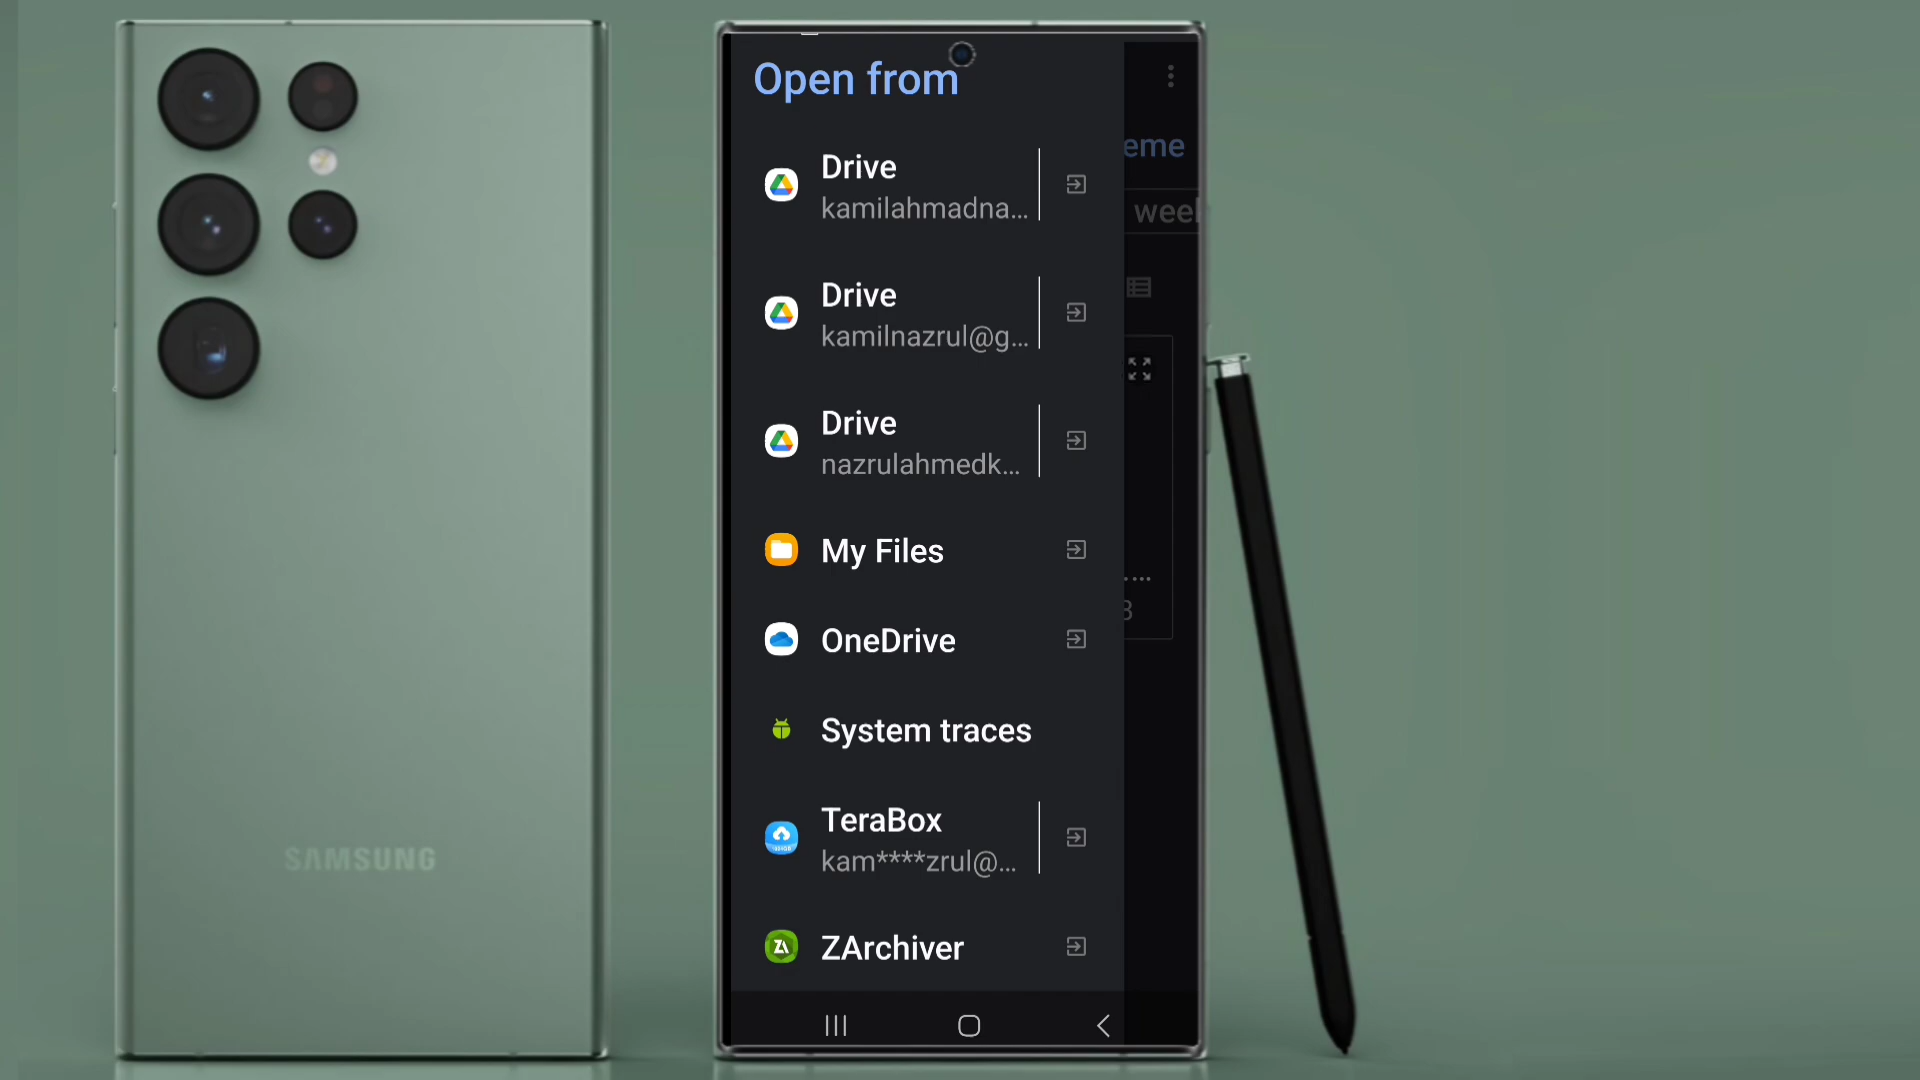 SAMSUNG
Open from
Drive
kamilahmadna...
Drive
kamilnazrul@g...
Drive
nazrulahmedk...
My Files
OneDrive
System traces
TeraBox
kam****zrul@...
ZArchiver
eme
week
....